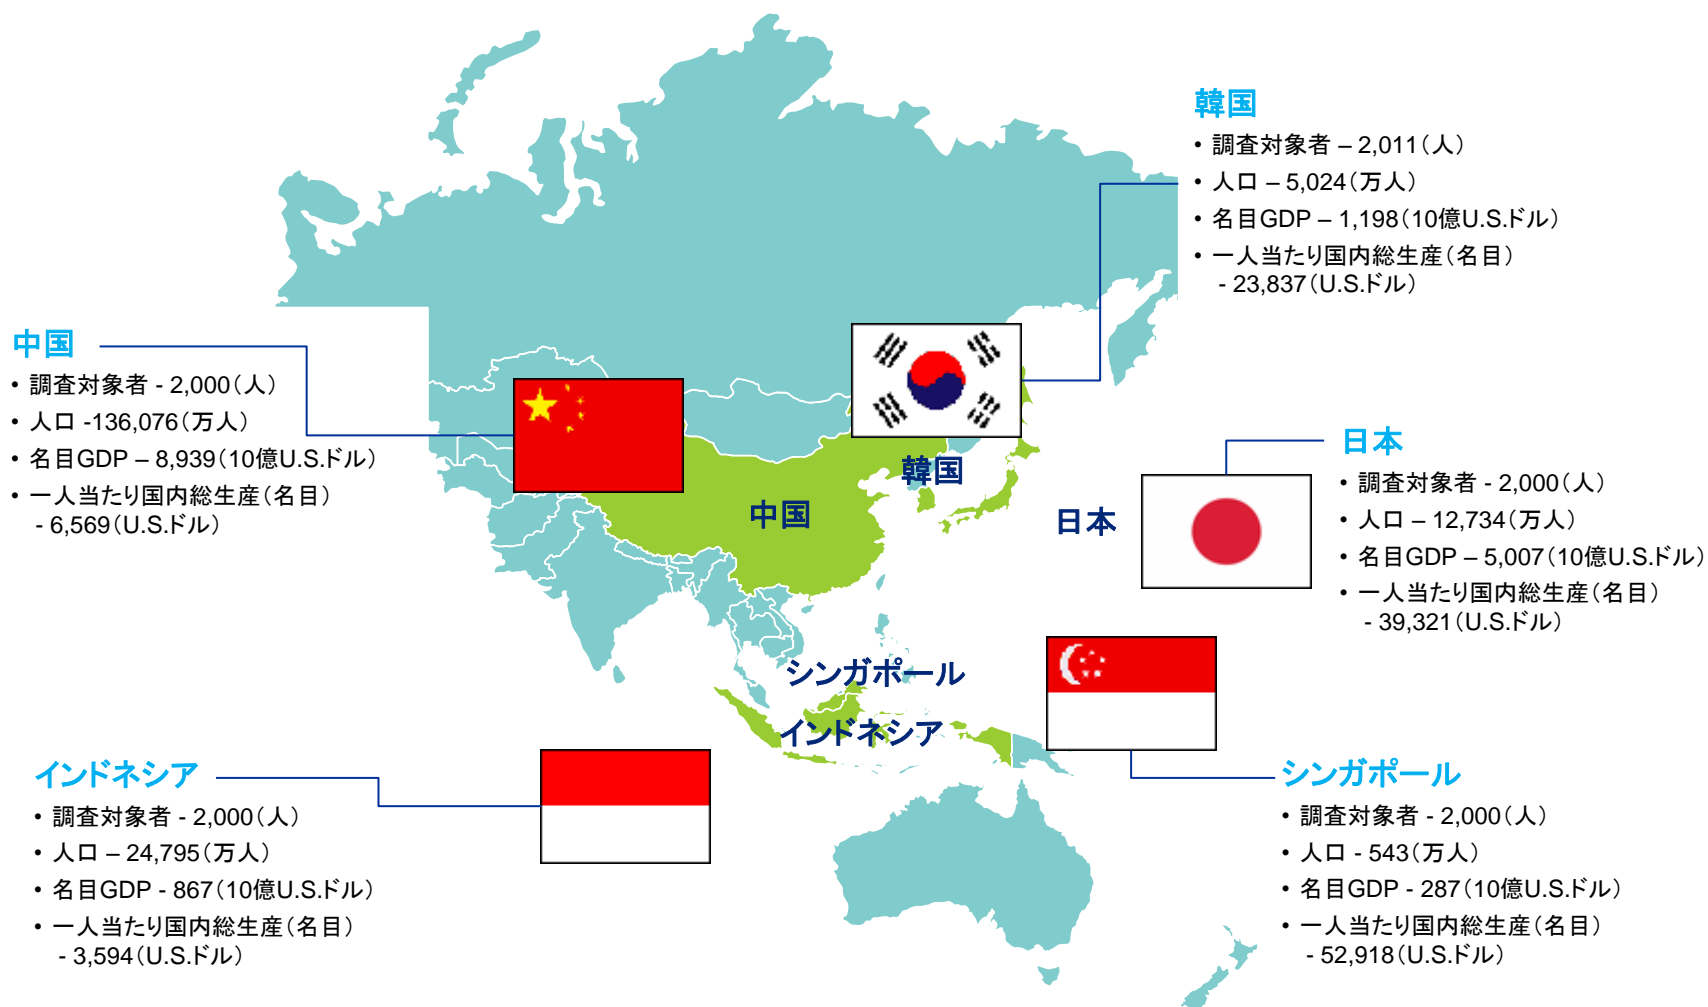 韓国
• 調査対象者 – 2,011(人)
• 人口 – 5,024(万人)
• 名目GDP – 1,198(10億U.S.ドル)
• 一人当たり国内総生産(名目)
- 23,837(U.S.ドル)
中国
• 調査対象者 - 2,000(人)
• 人口 -136,076(万人)
• 名目GDP – 8,939(10億U.S.ドル)
• 一人当たり国内総生産(名目)
- 6,569(U.S.ドル)
日本
• 調査対象者 - 2,000(人)
• 人口 – 12,734(万人)
• 名目GDP – 5,007(10億U.S.ドル)
• 一人当たり国内総生産(名目)
- 39,321(U.S.ドル)
韓国
中国
日本
シンガポール
インドネシア
インドネシア
• 調査対象者 - 2,000(人)
• 人口 – 24,795(万人)
• 名目GDP - 867(10億U.S.ドル)
• 一人当たり国内総生産(名目)
- 3,594(U.S.ドル)
シンガポール
• 調査対象者 - 2,000(人)
• 人口 - 543(万人)
• 名目GDP - 287(10億U.S.ドル)
• 一人当たり国内総生産(名目)
- 52,918(U.S.ドル)